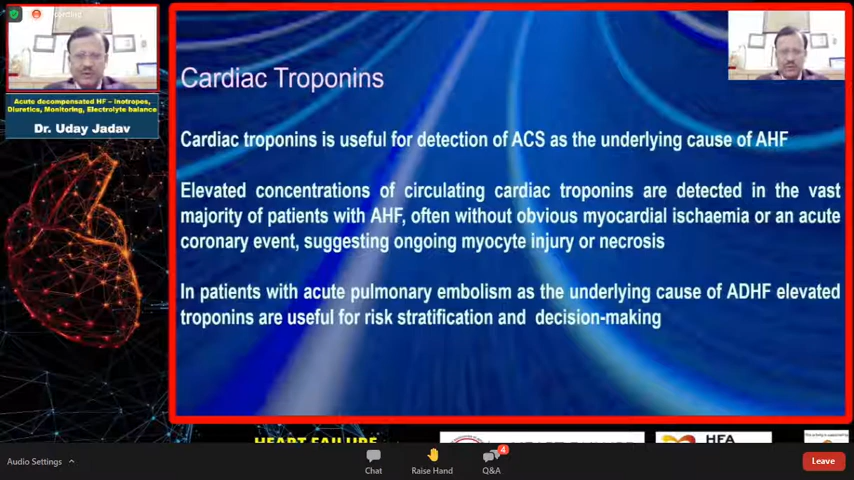 Recording
Acute decompensated HF – inotropes,
Diuretics, Monitoring, Electrolyte balance
Dr. Uday Jadav
Cardiac Troponins
Cardiac troponins is useful for detection of ACS as the underlying cause of AHF
Elevated concentrations of circulating cardiac troponins are detected in the vast
majority of patients with AHF, often without obvious myocardial ischaemia or an acute
coronary event, suggesting ongoing myocyte injury or necrosis
In patients with acute pulmonary embolism as the underlying cause of ADHF elevated
troponins are useful for risk stratification and decision-making
HEART FAILURE
HFA
Audio Settings
Chat
Raise Hand
4
Q&A
Leave